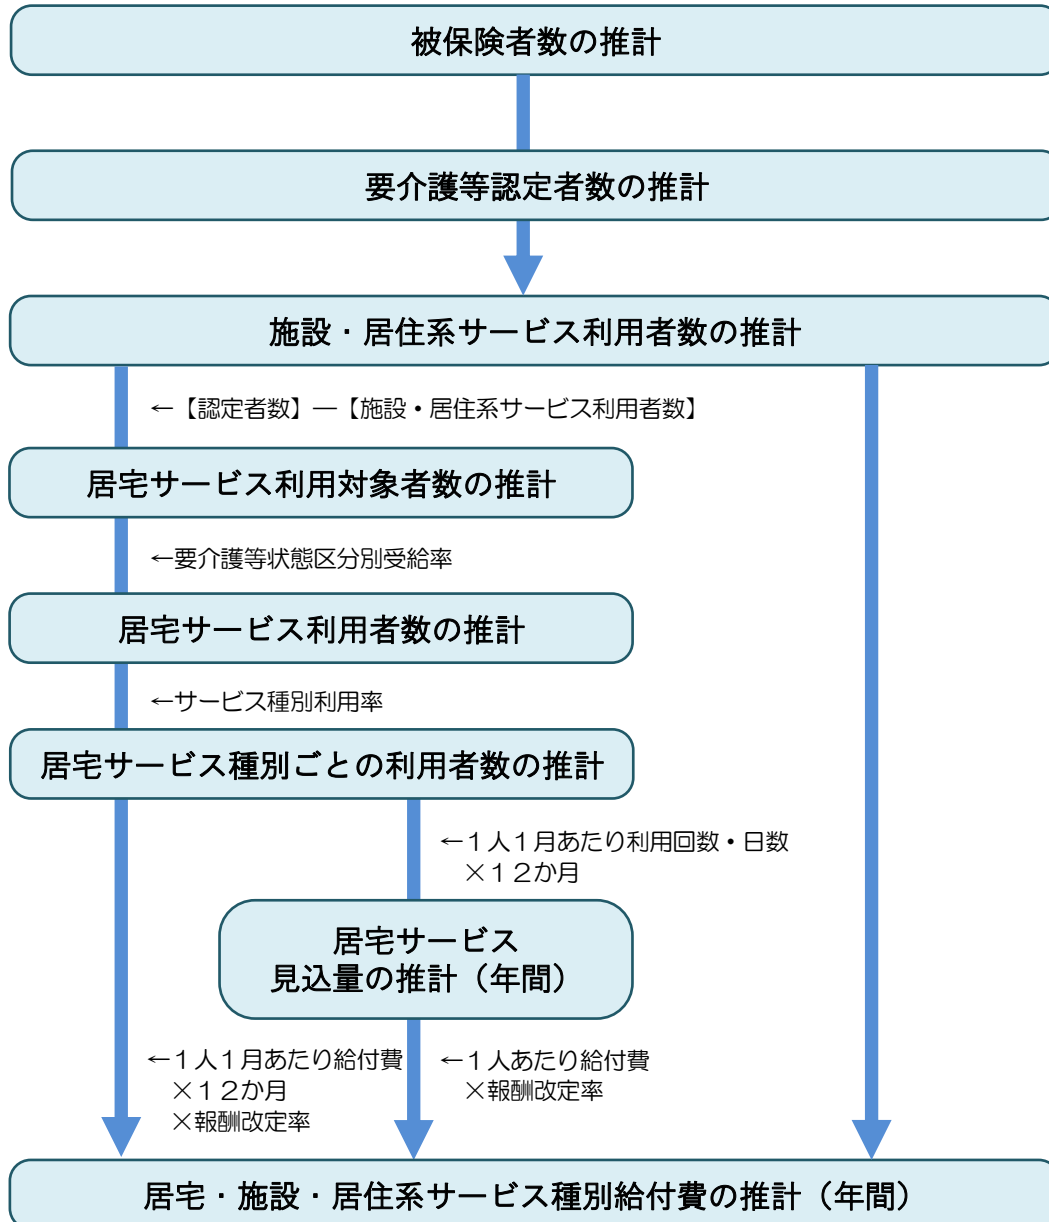 被保険者数の推計
要介護等認定者数の推計
施設・居住系サービス利用者数の推計
←【認定者数】―【施設・居住系サービス利用者数】
居宅サービス利用対象者数の推計
←要介護等状態区分別受給率
居宅サービス利用者数の推計
←サービス種別利用率
居宅サービス種別ごとの利用者数の推計
←１人１月あたり利用回数・日数
×１２か月
居宅サービス
見込量の推計（年間）
←１人１月あたり給付費
×１２か月
×報酬改定率
←１人あたり給付費
×報酬改定率
居宅・施設・居住系サービス種別給付費の推計（年間）